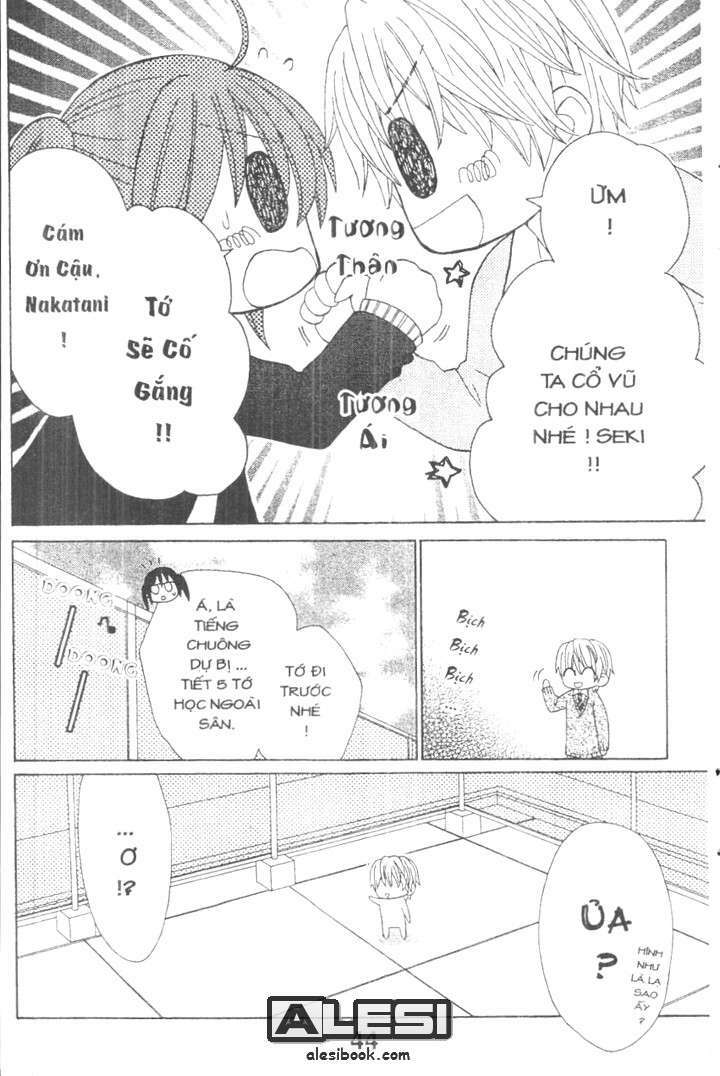 ỪM
!
CHÚNG
TA CỔ VŨ
CHO NHAU
NHÉ ! SEKI
!!
Tương
Thân
Tương
Ái
Cám
Ơn Cậu,
Nakatani
!
Tớ
Sẽ Cố
Gắng
!!
DOONG
DOONG
Á, LÀ
TIẾNG
CHUÔNG
DỰ BỊ ...
TIẾT 5 TỚ
HỌC NGOÀI
SÂN.
TỚ ĐI
TRƯỚC
NHÉ
!
Bịch
Bịch
Bịch
...
...
Ơ
!?
ỦA
?
HÌNH
NHƯ
LÀ LẠ
SAO
ẤY
?
44
ALESI
alesibook.com